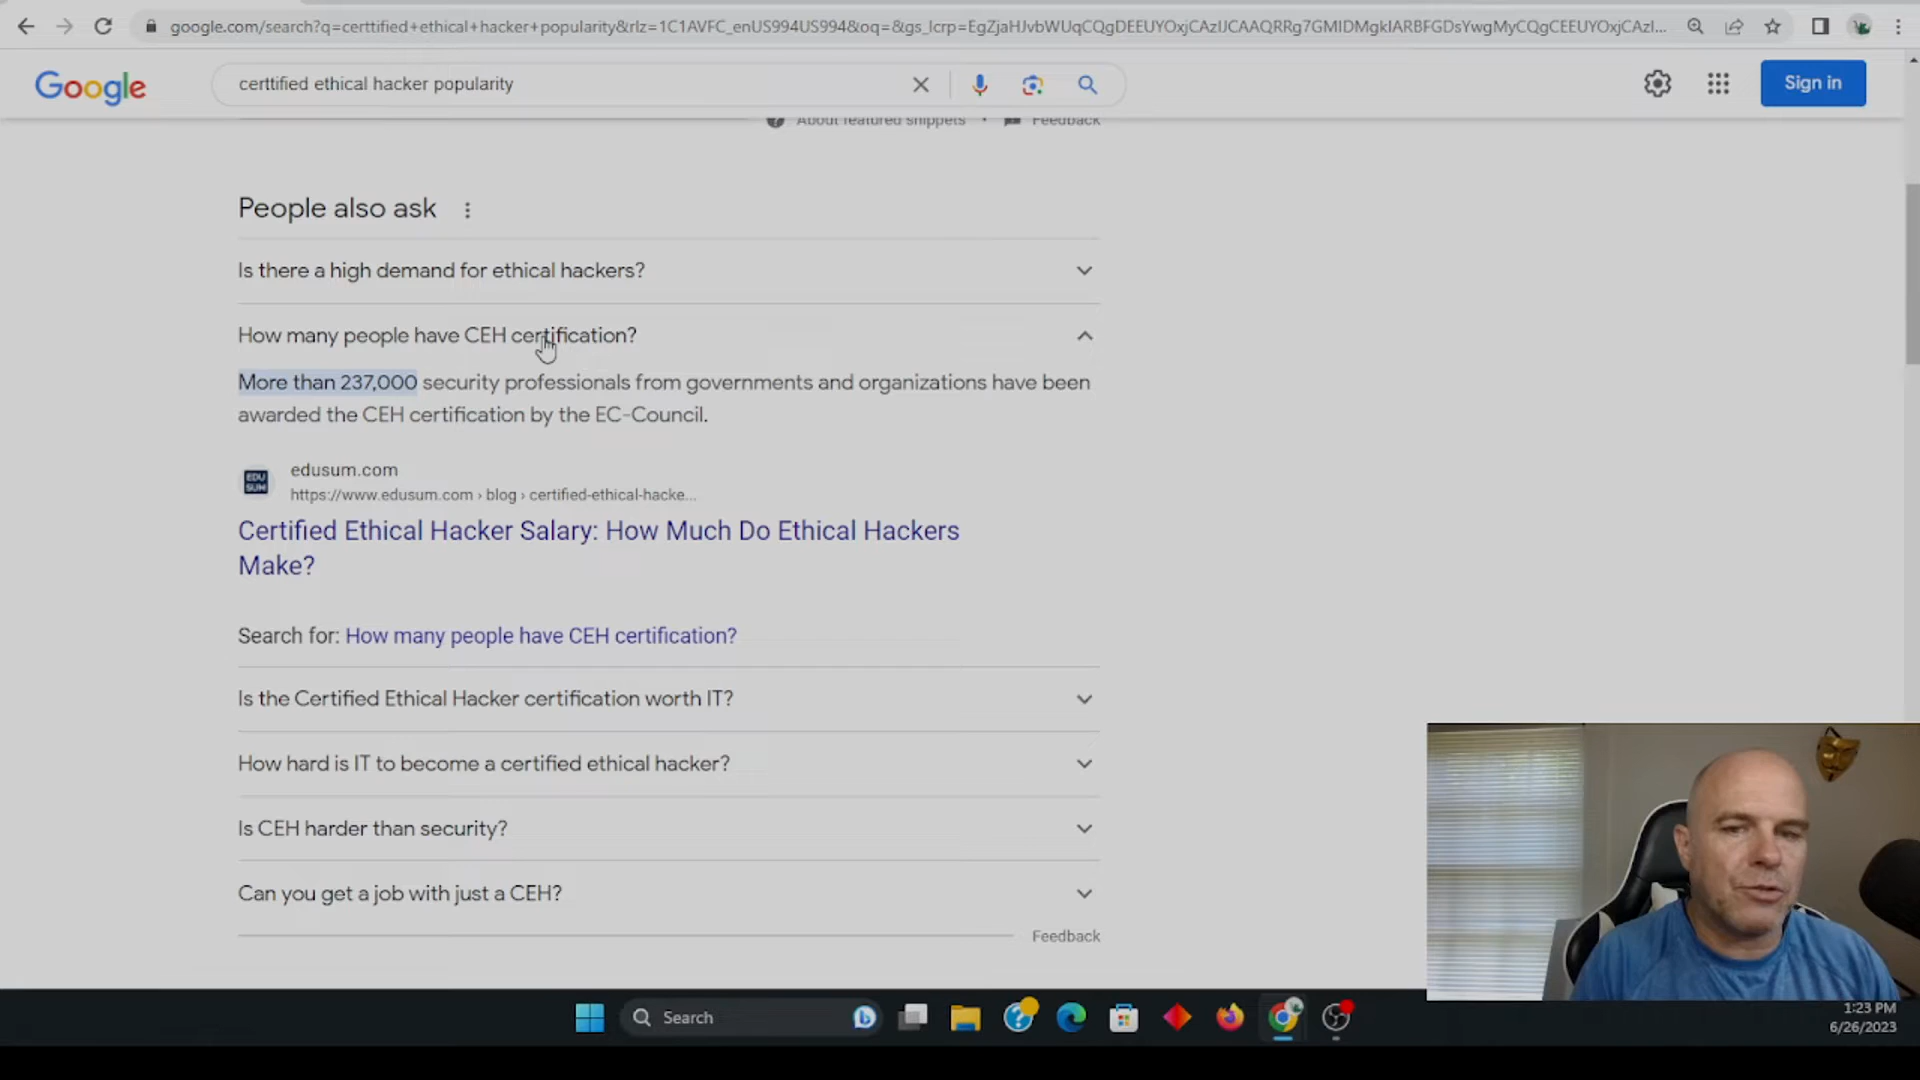 google.com/search?q=certtified+ethical+hacker+popularity&rlz=1C1AVFC_enUS994US994&oq=&gs_lcrp=EgZjaHJvbWUqCQgDEEUYOxjCAzIJCAAQRRg7GMIDMgkIARBFGDsYwgMyCQgCEEUYOxjCAzI...
Google
certtified ethical hacker popularity
Sign in
About featured snippets • Feedback
People also ask
Is there a high demand for ethical hackers?
How many people have CEH certification?
More than 237,000 security professionals from governments and organizations have been
awarded the CEH certification by the EC-Council.
EDU
SUM
edusum.com
https://www.edusum.com › blog › certified-ethical-hacke...
Certified Ethical Hacker Salary: How Much Do Ethical Hackers
Make?
Search for: How many people have CEH certification?
Is the Certified Ethical Hacker certification worth IT?
How hard is IT to become a certified ethical hacker?
Is CEH harder than security?
Can you get a job with just a CEH?
Feedback
Search
1:23 PM
6/26/2023